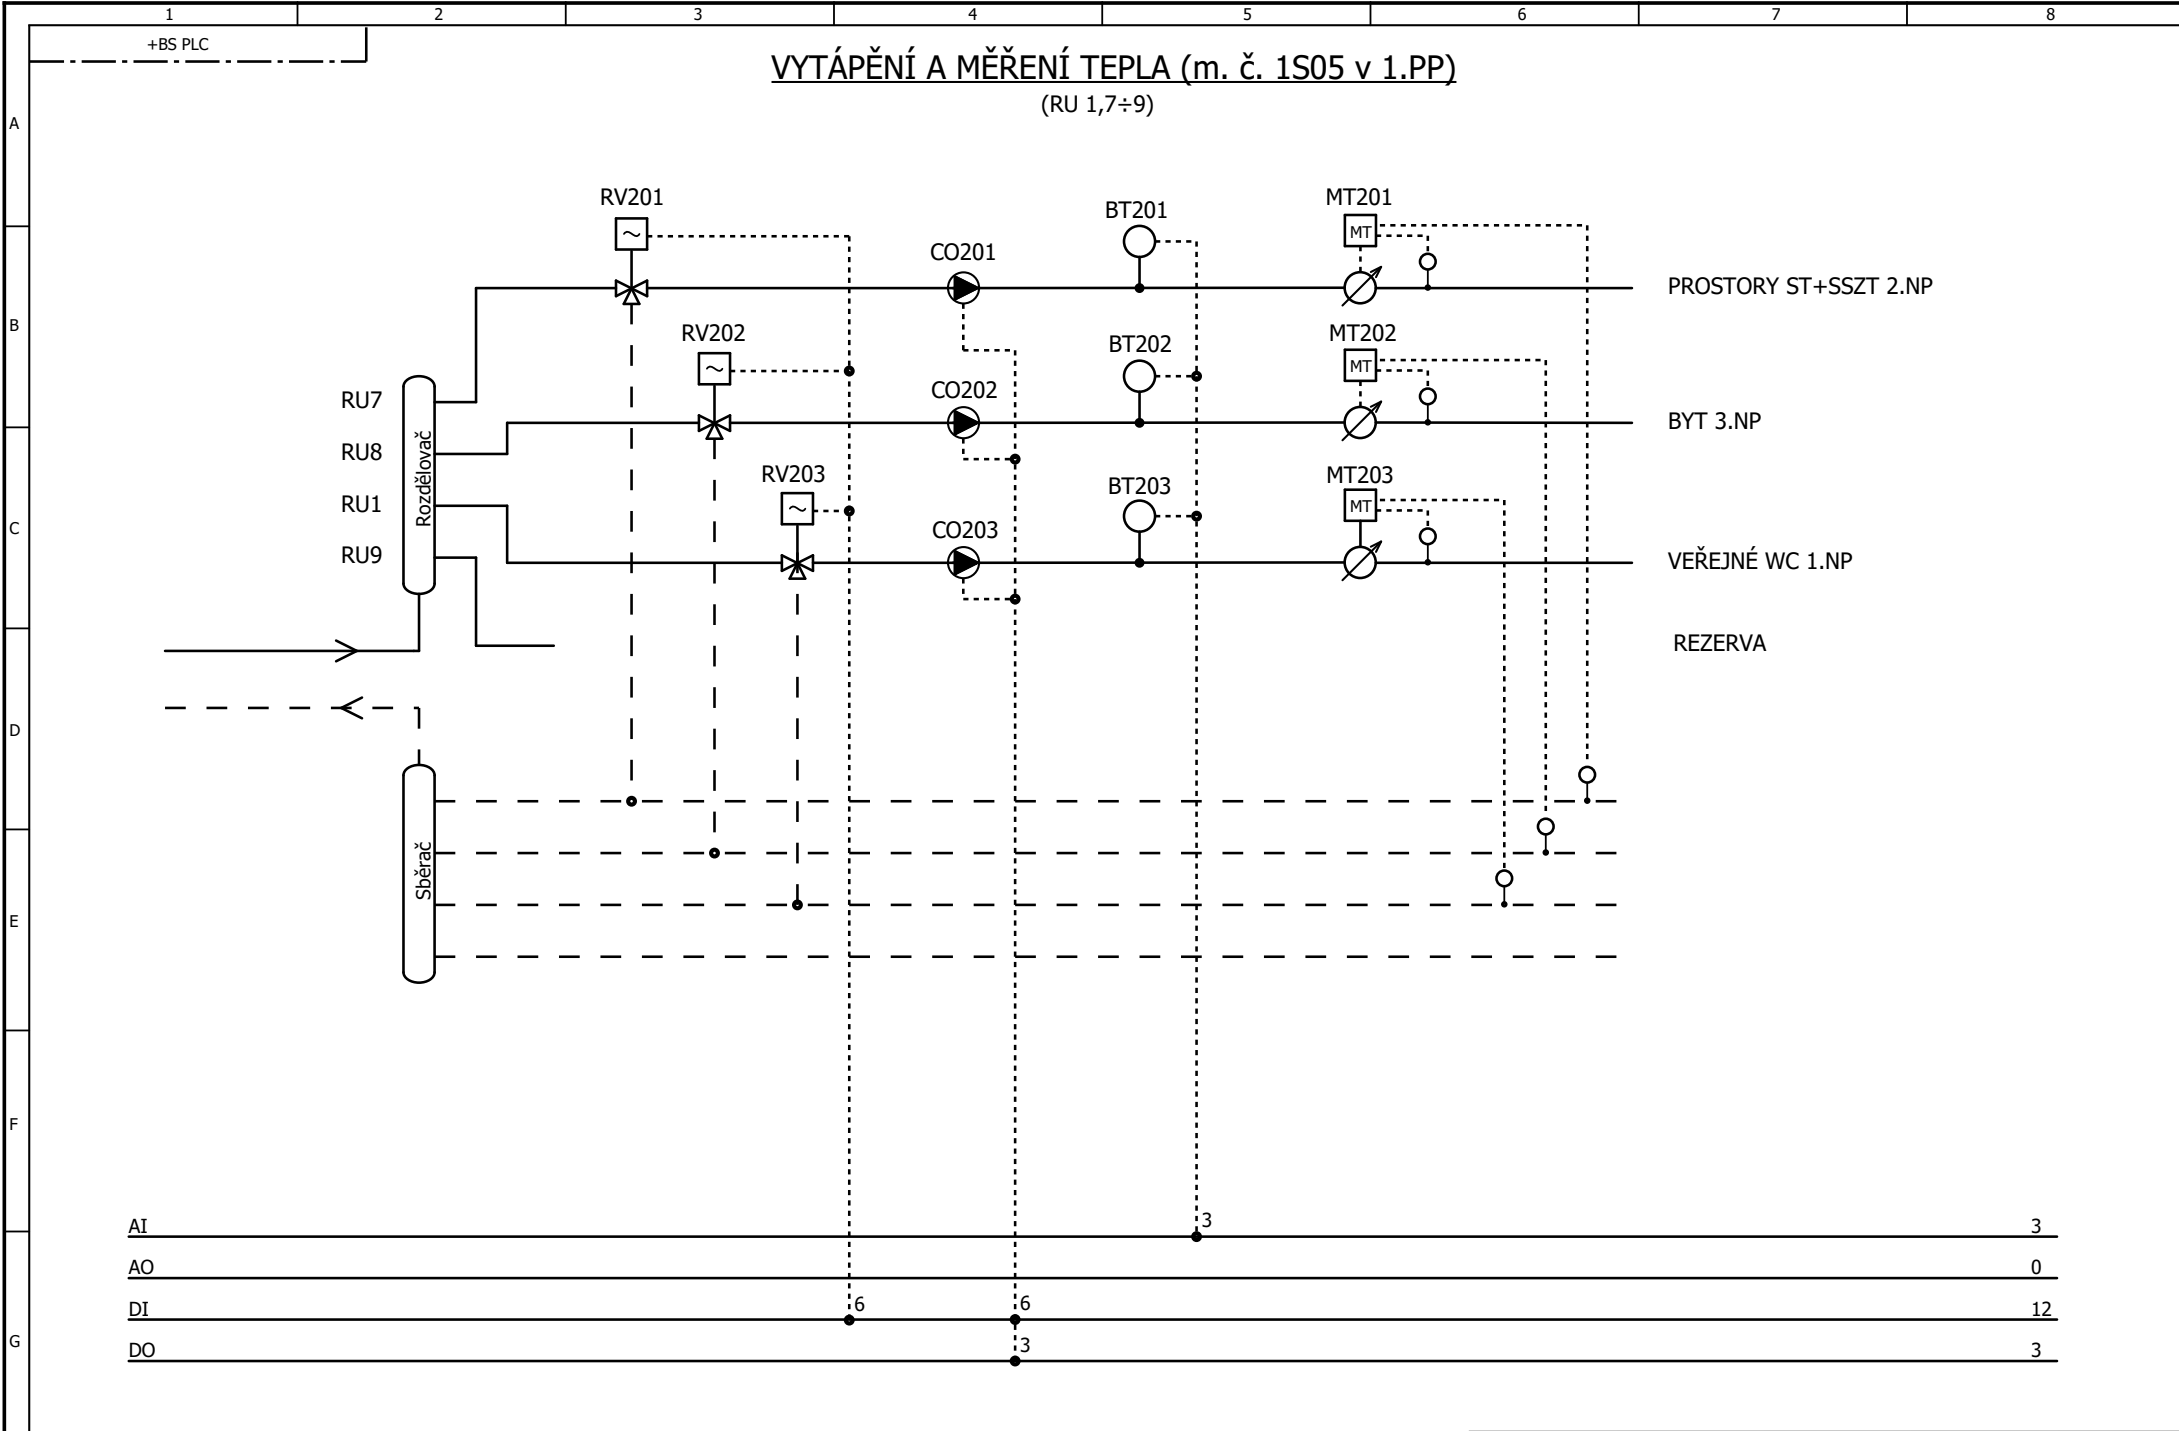 1 2 3 4 5 6 7 8
+BS PLC
VYTÁPĚNÍ A MĚŘENÍ TEPLA (m. č. 1S05 v 1.PP)
(RU 1,7÷9)
A
RV201
BT201
MT201
~
MT
CO201
PROSTORY ST+SSZT 2.NP
B
RV202
BT202
MT202
~
MT
CO202
RU7
BYT 3.NP
Rozdělovač
RU8
RV203
BT203
MT203
~
MT
RU1
C
CO203
RU9
VEŘEJNÉ WC 1.NP
REZERVA
D
Sběrač
E
F
AI 3 3
AO 0
DI 6 6 12
G
DO 3 3